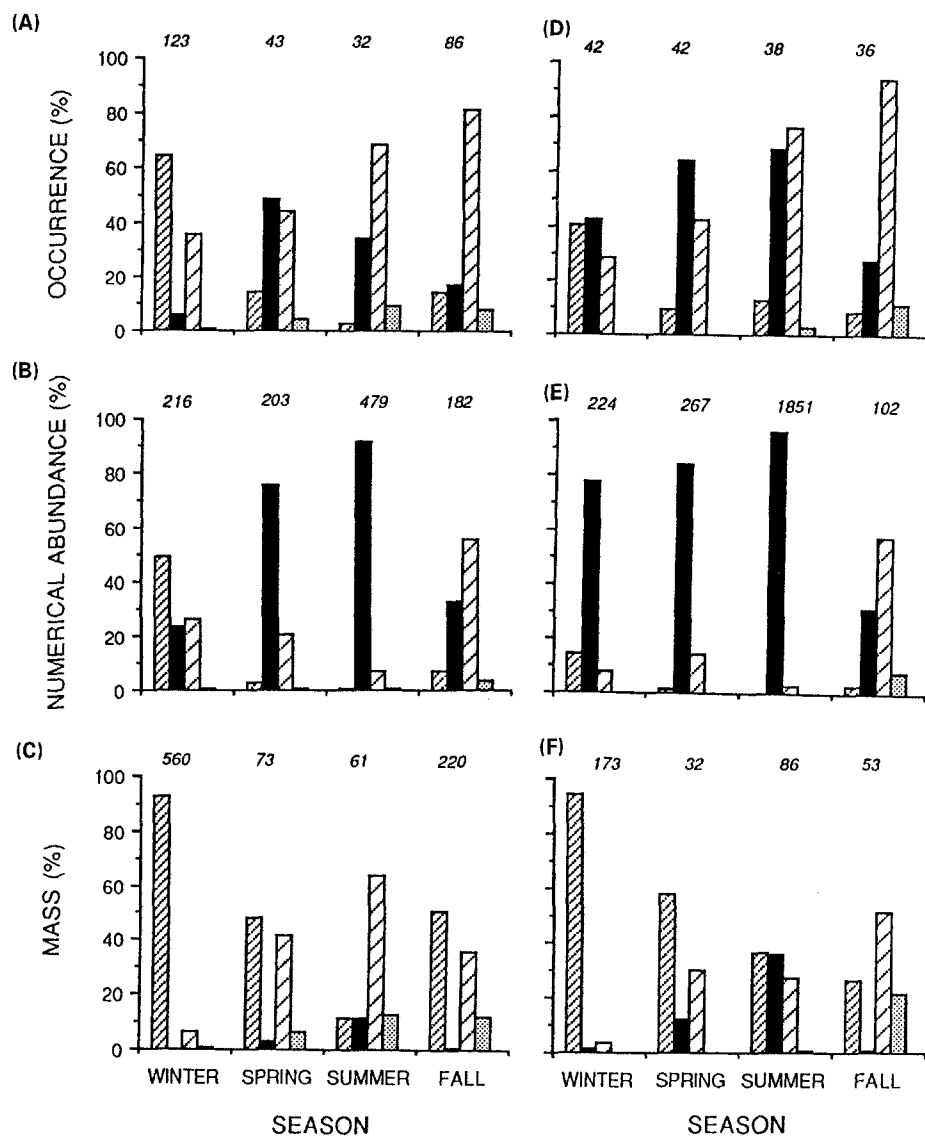 (A)
123 43 32 86
100
80
60
40
20
0
OCCURRENCE (%)
(D)
42 42 38 36
(B)
216 203 479 182
100
80
60
40
20
0
NUMERICAL ABUNDANCE (%)
(E)
224 267 1851 102
(C)
560 73 61 220
100
80
60
40
20
0
MASS (%)
WINTER SPRING SUMMER FALL
SEASON
(F)
173 32 86 53
WINTER SPRING SUMMER FALL
SEASON